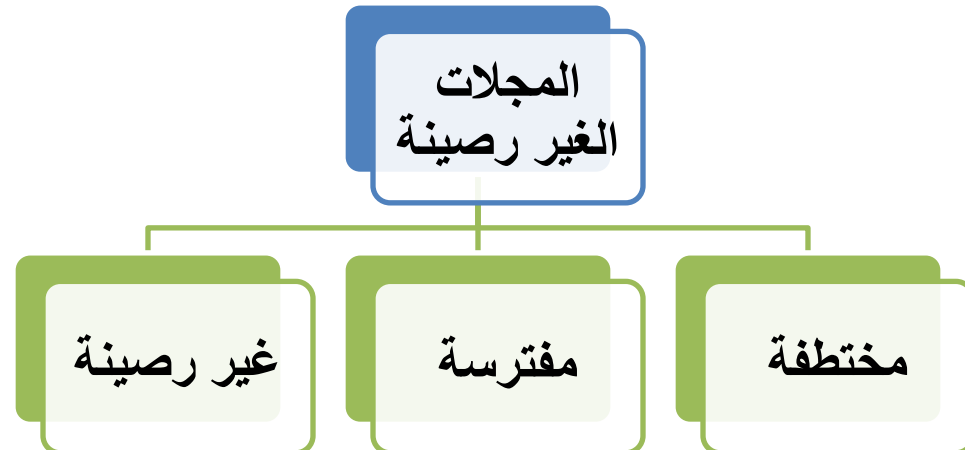 المجلات
الغير رصينة
مختطفة
مفترسة
غير رصينة